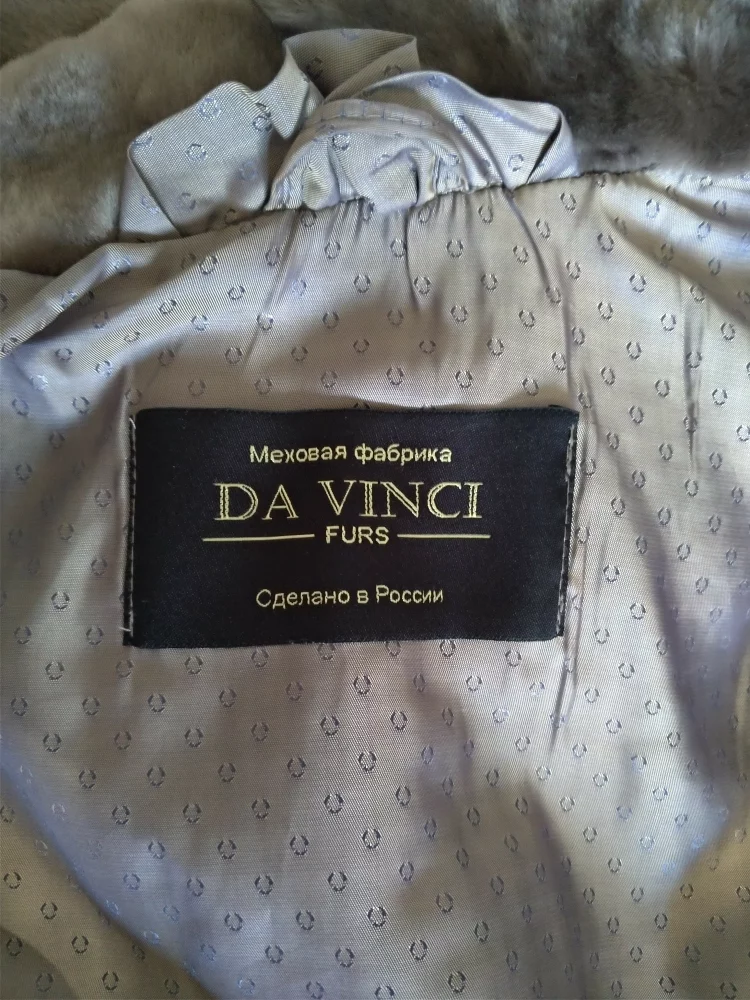 Меховая фабрика
DA VINCI
FURS
Сделано в России